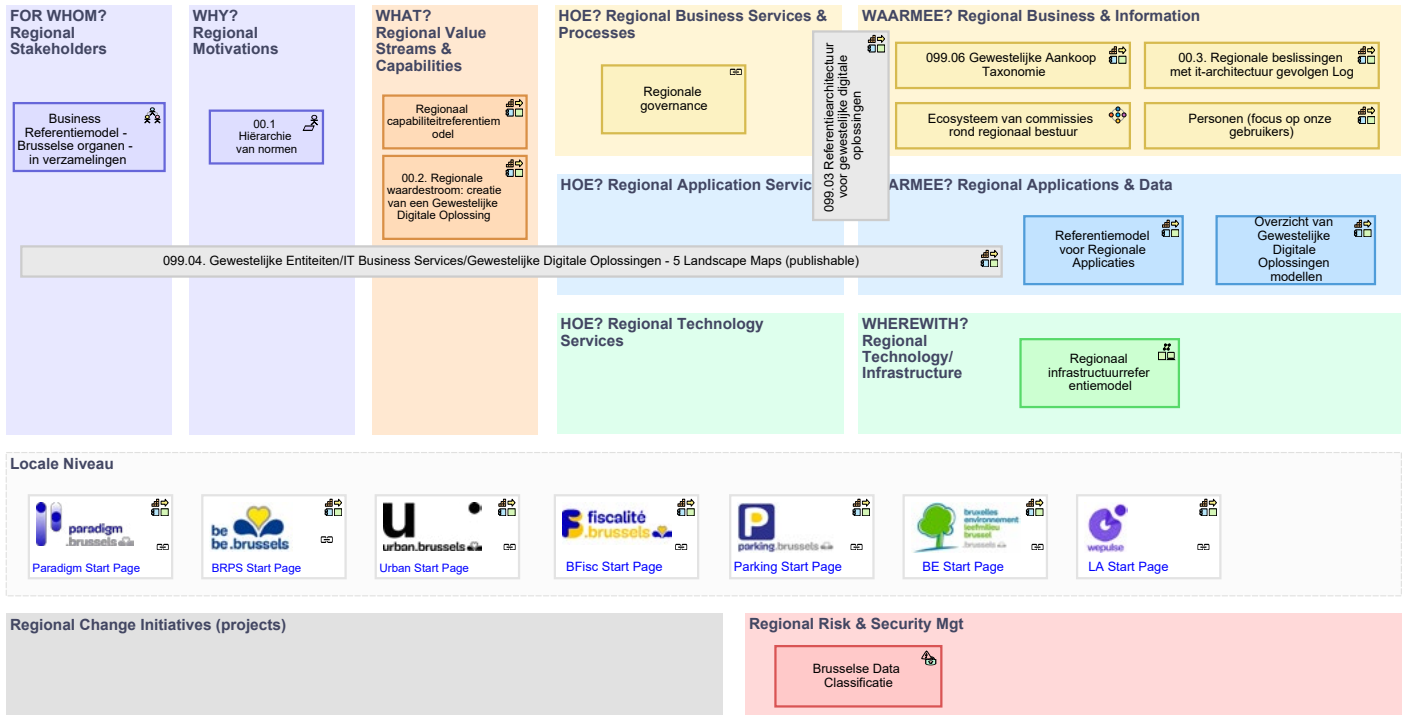 FOR WHOM?
Regional
Stakeholders
WHY?
Regional
Motivations
WHAT?
Regional Value
Streams &
Capabilities
HOE? Regional Business Services &
Processes
WAARMEE? Regional Business & Information
Business
Referentiemodel -
Brusselse organen -
in verzamelingen
00.1
Hiërarchie
van normen
Regionaal
capabiliteitreferentiem
odel
00.2. Regionale
waardestroom: creatie
van een Gewestelijke
Digitale Oplossing
Regionale
governance
099.03 Referentiearchitectuur
voor gewestelijke digitale
oplossingen
099.06 Gewestelijke Aankoop
Taxonomie
00.3. Regionale beslissingen
met it-architectuur gevolgen Log
Ecosysteem van commissies
rond regionaal bestuur
Personen (focus op onze
gebruikers)
HOE? Regional Application Servic
ARMEE? Regional Applications & Data
Referentiemodel
voor Regionale
Applicaties
Overzicht van
Gewestelijke
Digitale
Oplossingen
modellen
099.04. Gewestelijke Entiteiten/IT Business Services/Gewestelijke Digitale Oplossingen - 5 Landscape Maps (publishable)
HOE? Regional Technology
Services
WHEREWITH?
Regional
Technology/
Infrastructure
Regionaal
infrastructuurrefer
entiemodel
Locale Niveau
paradigm
.brussels
Paradigm Start Page
be
be.brussels
BRPS Start Page
u
urban.brussels
Urban Start Page
fiscalité
.brussels
BFisc Start Page
P
parking.brussels
Parking Start Page
bruxelles
environnement
leefmilieu
brussel
.brussels
BE Start Page
wepulse
LA Start Page
Regional Change Initiatives (projects)
Regional Risk & Security Mgt
Brusselse Data
Classificatie